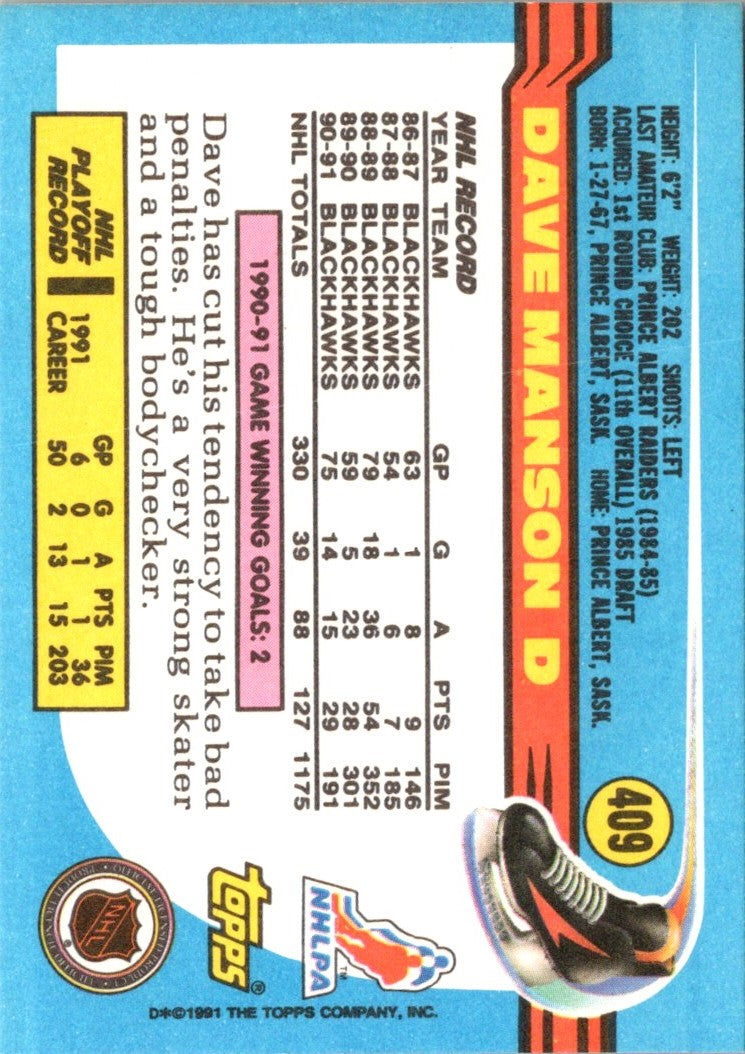 HEIGHT: 6'2" WEIGHT: 202 SHOOTS: LEFT
LAST AMATEUR CLUB: PRINCE ALBERT RAIDERS (1984-85)
ACQUIRED: 1st ROUND CHOICE (11th OVERALL) 1985 DRAFT
BORN: 1-27-67, PRINCE ALBERT, SASK. HOME: PRINCE ALBERT, SASK.
409
DAVE MANSON D
NHL RECORD
YEAR TEAM GP G A PTS PIM
86-87 BLACKHAWKS 63 1 8 9 146
87-88 BLACKHAWKS 54 1 6 7 185
88-89 BLACKHAWKS 79 18 36 54 352
89-90 BLACKHAWKS 59 5 23 28 301
90-91 BLACKHAWKS 75 14 15 29 191
NHL TOTALS 330 39 88 127 1175
1990-91 GAME WINNING GOALS: 2
Dave has cut his tendency to take bad
penalties. He's a very strong skater
and a tough bodychecker.
NHL PLAYOFF RECORD
GP G A PTS PIM
1991 6 0 1 1 36
CAREER 50 2 13 15 203
NHLPA™
TOPPS®
NHL
®
D*©1991 THE TOPPS COMPANY, INC.